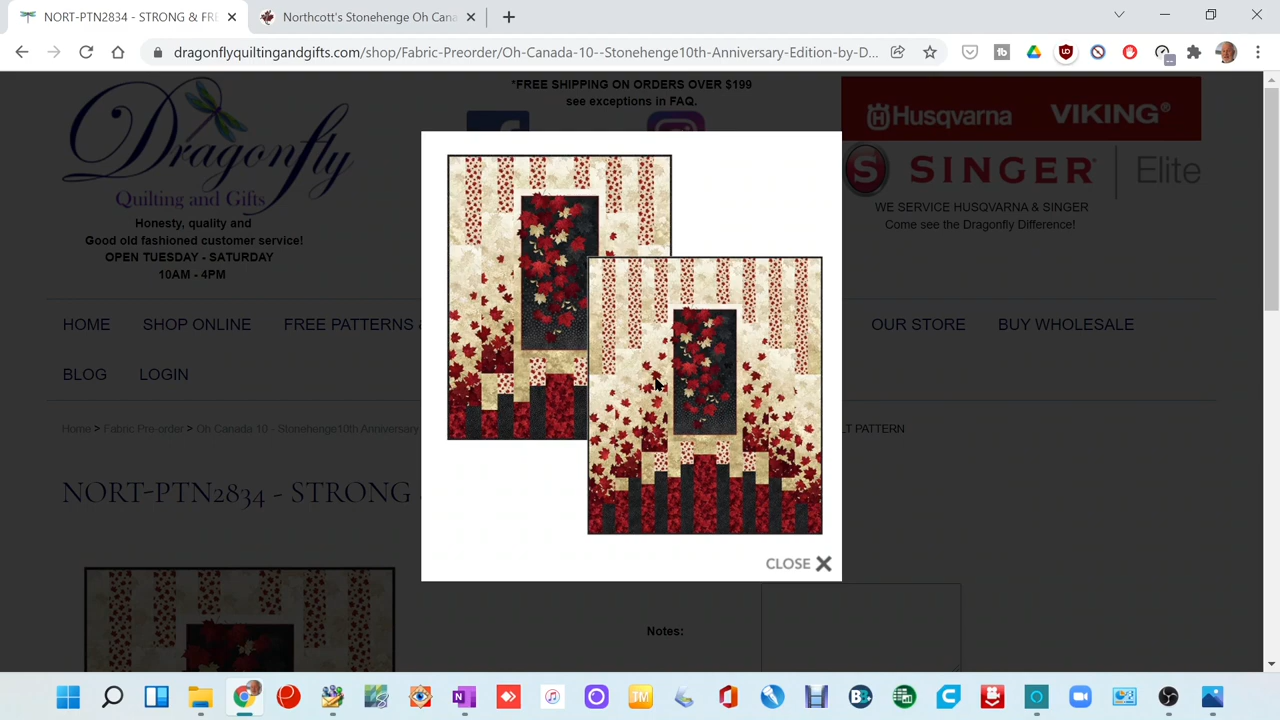 NORT-PTN2834 - STRONG & FRE
Northcott's Stonehenge Oh Cana
dragonflyquiltingandgifts.com/shop/Fabric-Preorder/Oh-Canada-10--Stonehenge10th-Anniversary-Edition-by-D...
Dragonfly
Quilting and Gifts
Honesty, quality and
Good old fashioned customer service!
OPEN TUESDAY - SATURDAY
10AM - 4PM
*FREE SHIPPING ON ORDERS OVER $199
see exceptions in FAQ.
Husqvarna VIKING®
SINGER® Elite
WE SERVICE HUSQVARNA & SINGER
Come see the Dragonfly Difference!
HOME SHOP ONLINE FREE PATTERNS & OUR STORE BUY WHOLESALE
BLOG LOGIN
Home > Fabric Pre-order > Oh Canada 10 - Stonehenge10th Anniversary LT PATTERN
NORT-PTN2834 - STRONG &
CLOSE
Notes: